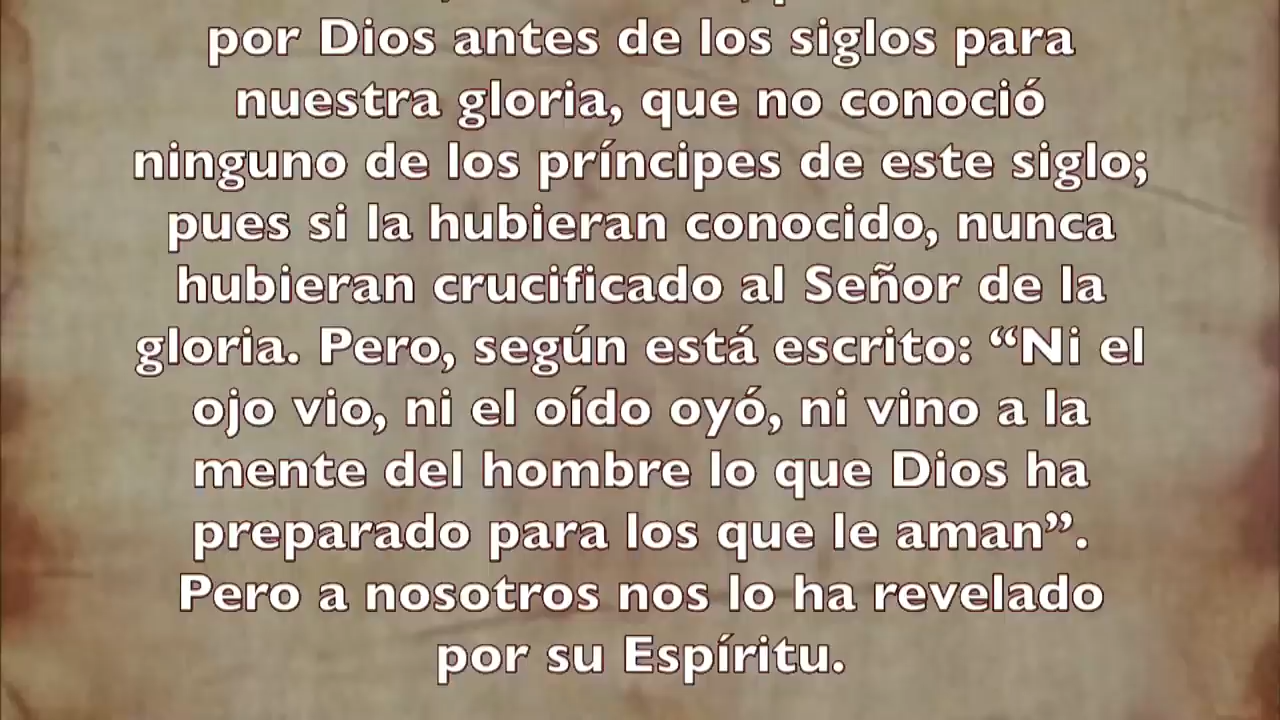 por Dios antes de los siglos para
nuestra gloria, que no conoció
ninguno de los príncipes de este siglo;
pues si la hubieran conocido, nunca
hubieran crucificado al Señor de la
gloria. Pero, según está escrito: “Ni el
ojo vio, ni el oído oyó, ni vino a la
mente del hombre lo que Dios ha
preparado para los que le aman”.
Pero a nosotros nos lo ha revelado
por su Espíritu.